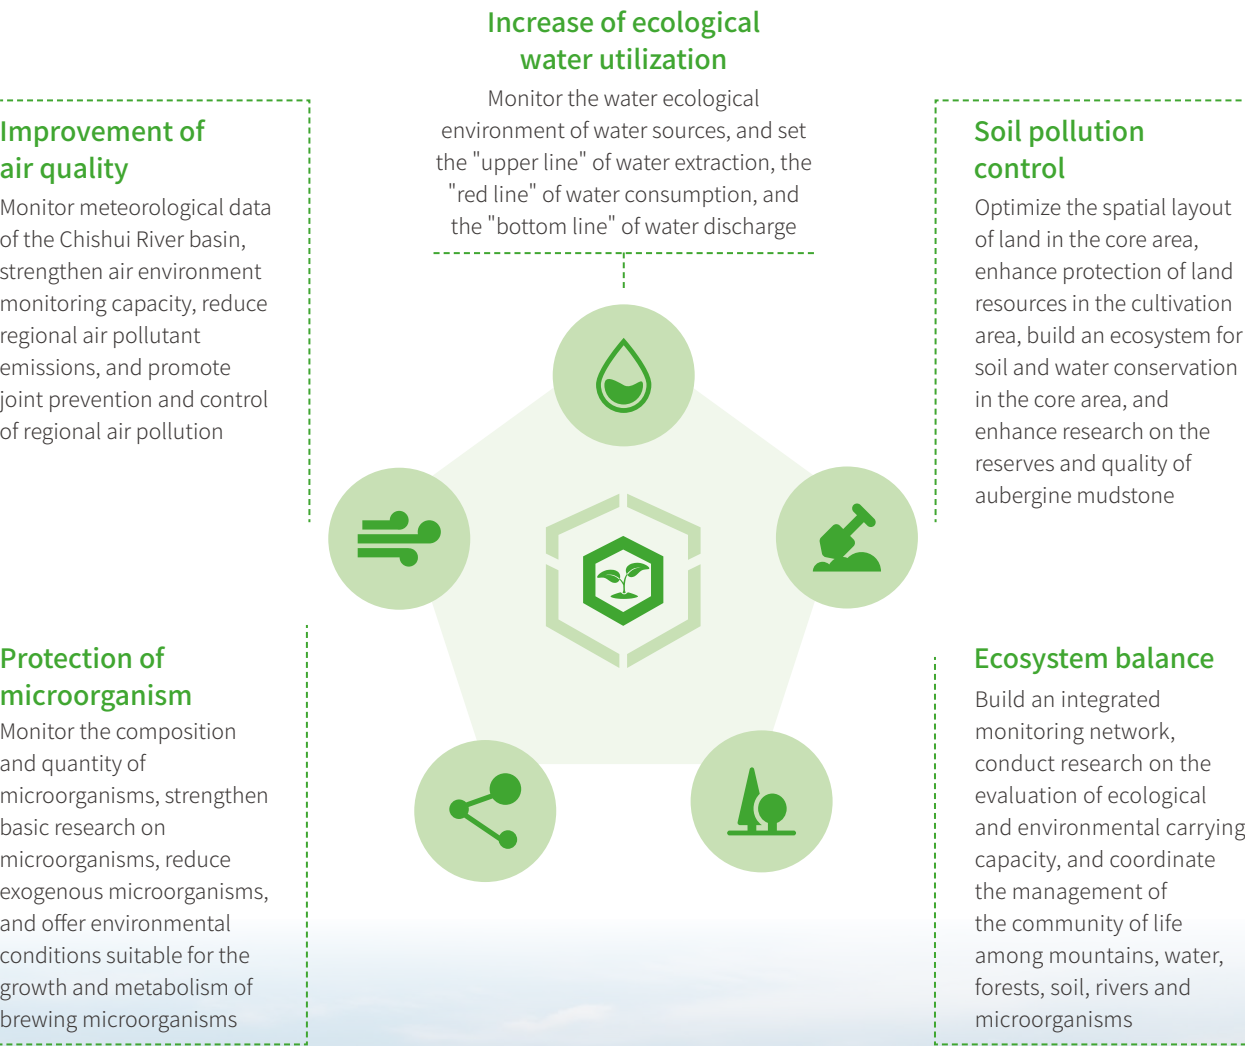 Increase of ecological
water utilization
Monitor the water ecological
environment of water sources, and set
the "upper line" of water extraction, the
"red line" of water consumption, and
the "bottom line" of water discharge
Improvement of
air quality
Monitor meteorological data
of the Chishui River basin,
strengthen air environment
monitoring capacity, reduce
regional air pollutant
emissions, and promote
joint prevention and control
of regional air pollution
Soil pollution
control
Optimize the spatial layout
of land in the core area,
enhance protection of land
resources in the cultivation
area, build an ecosystem for
soil and water conservation
in the core area, and
enhance research on the
reserves and quality of
aubergine mudstone
Protection of
microorganism
Monitor the composition
and quantity of
microorganisms, strengthen
basic research on
microorganisms, reduce
exogenous microorganisms,
and offer environmental
conditions suitable for the
growth and metabolism of
brewing microorganisms
Ecosystem balance
Build an integrated
monitoring network,
conduct research on the
evaluation of ecological
and environmental carrying
capacity, and coordinate
the management of
the community of life
among mountains, water,
forests, soil, rivers and
microorganisms